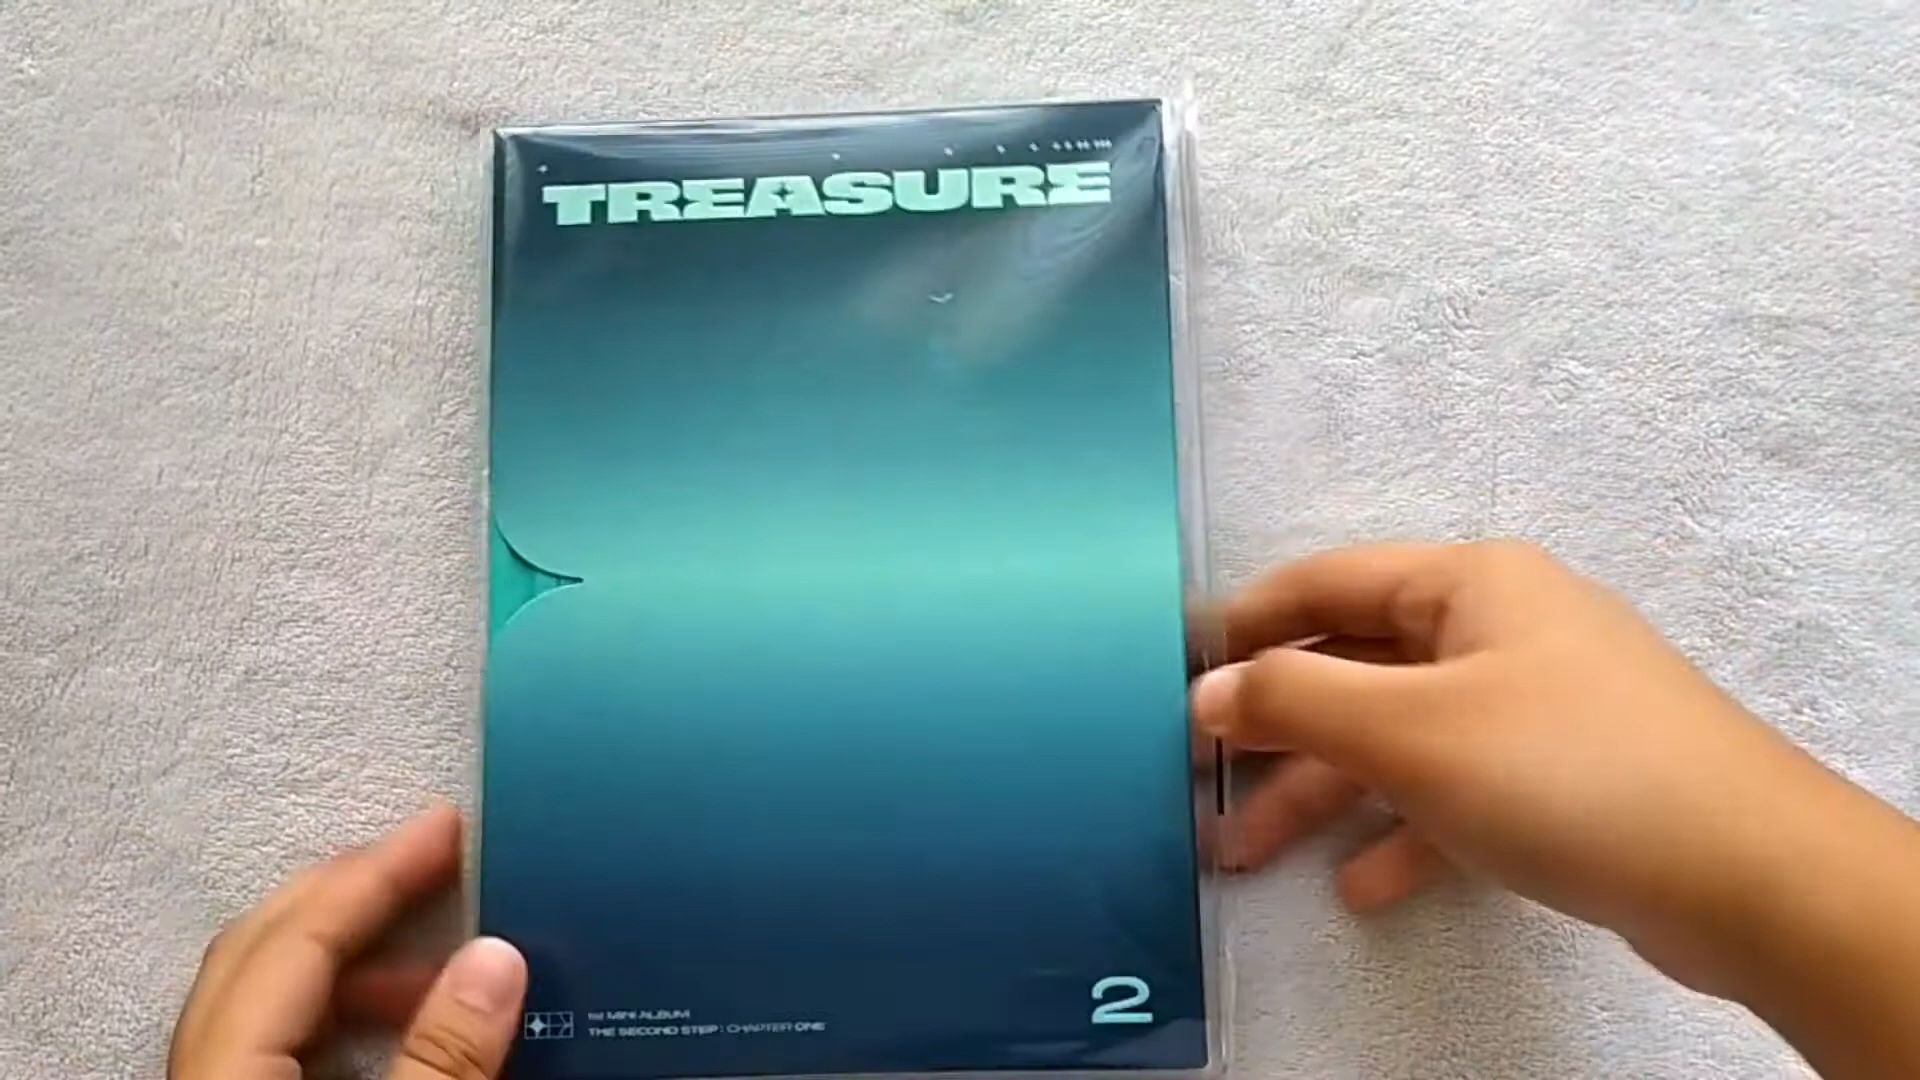 TREASURE
1st MINI ALBUM
THE SECOND STEP : CHAPTER ONE
2